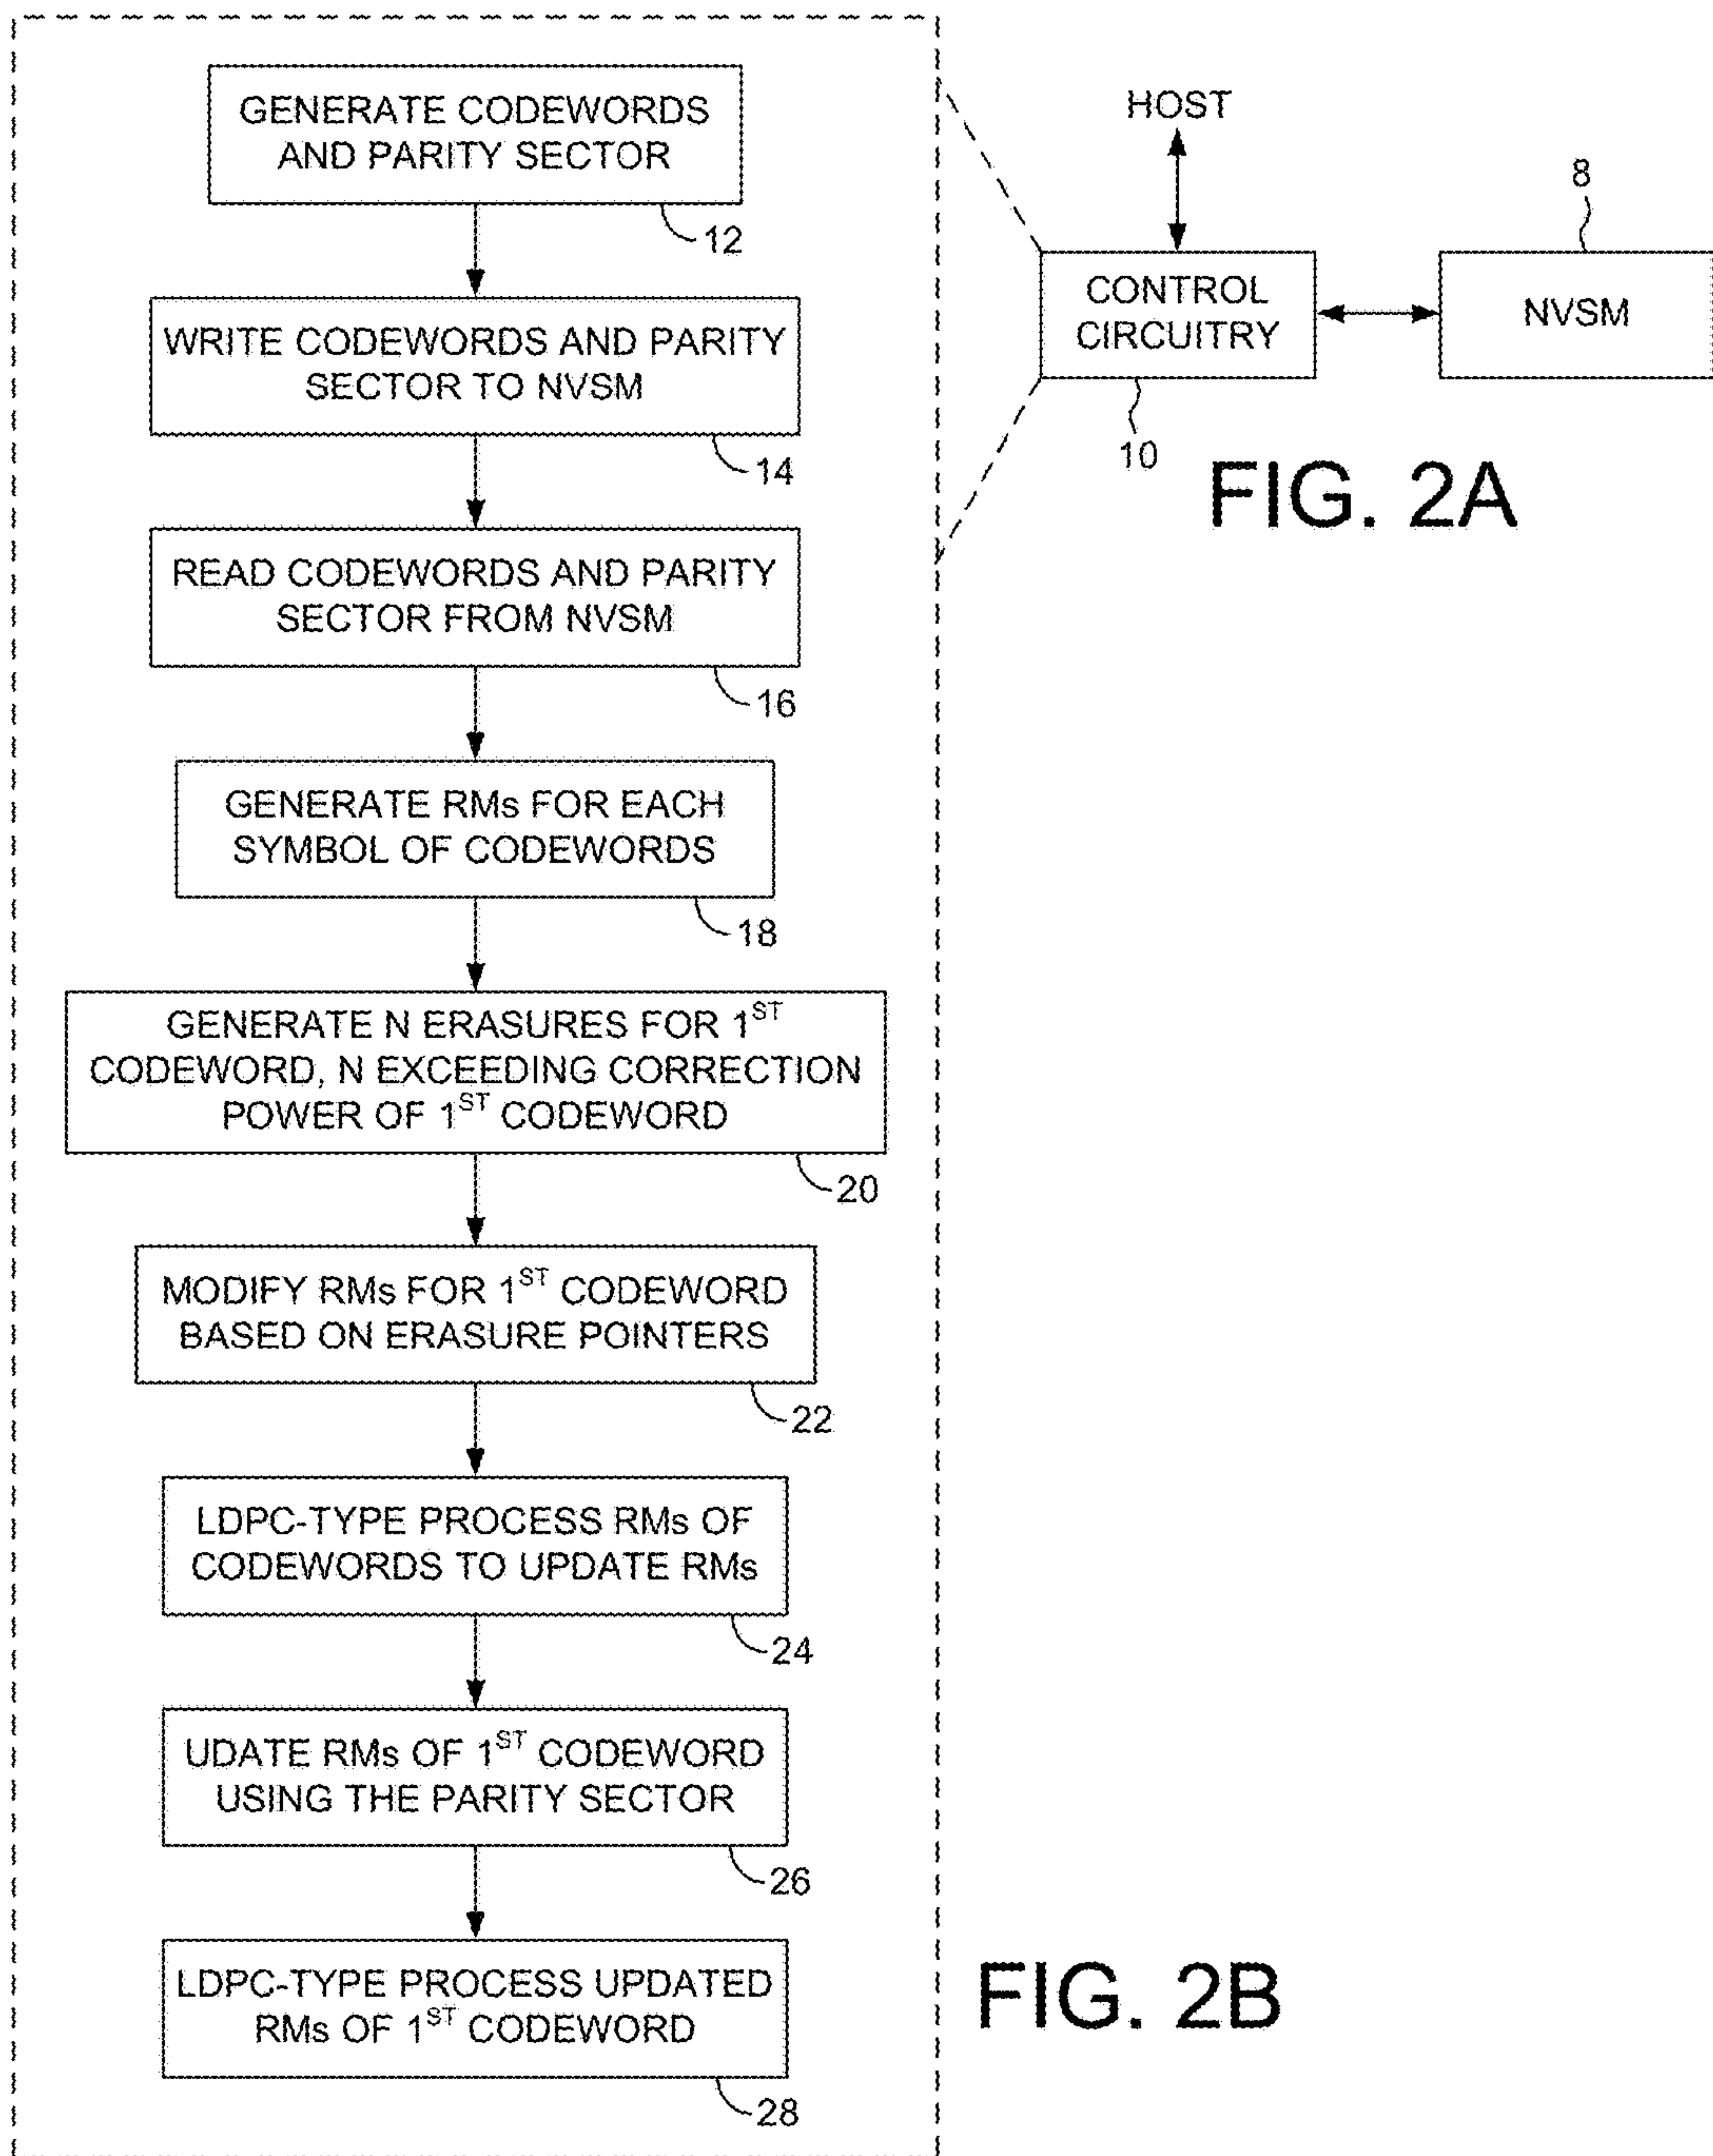 GENERATE CODEWORDS
AND PARITY SECTOR
12
WRITE CODEWORDS AND PARITY
SECTOR TO NVSM
14
READ CODEWORDS AND PARITY
SECTOR FROM NVSM
16
GENERATE RMs FOR EACH
SYMBOL OF CODEWORDS
18
GENERATE N ERASURES FOR 1ST
CODEWORD, N EXCEEDING CORRECTION
POWER OF 1ST CODEWORD
20
MODIFY RMs FOR 1ST CODEWORD
BASED ON ERASURE POINTERS
22
LDPC-TYPE PROCESS RMs OF
CODEWORDS TO UPDATE RMs
24
UDATE RMs OF 1ST CODEWORD
USING THE PARITY SECTOR
26
LDPC-TYPE PROCESS UPDATED
RMs OF 1ST CODEWORD
28
HOST
8
CONTROL
CIRCUITRY
NVSM
10
FIG. 2A
FIG. 2B